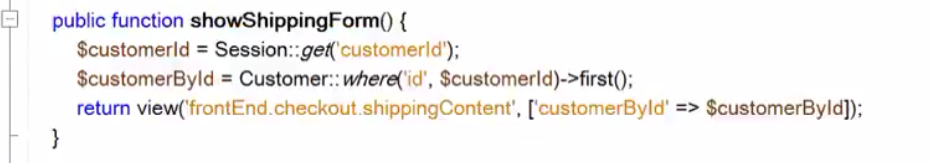 public function showShippingForm() {
$customerId = Session::get('customerId');
$customerById = Customer::where('id', $customerId)->first();
return view('frontEnd.checkout.shippingContent', ['customerById' => $customerById]);
}